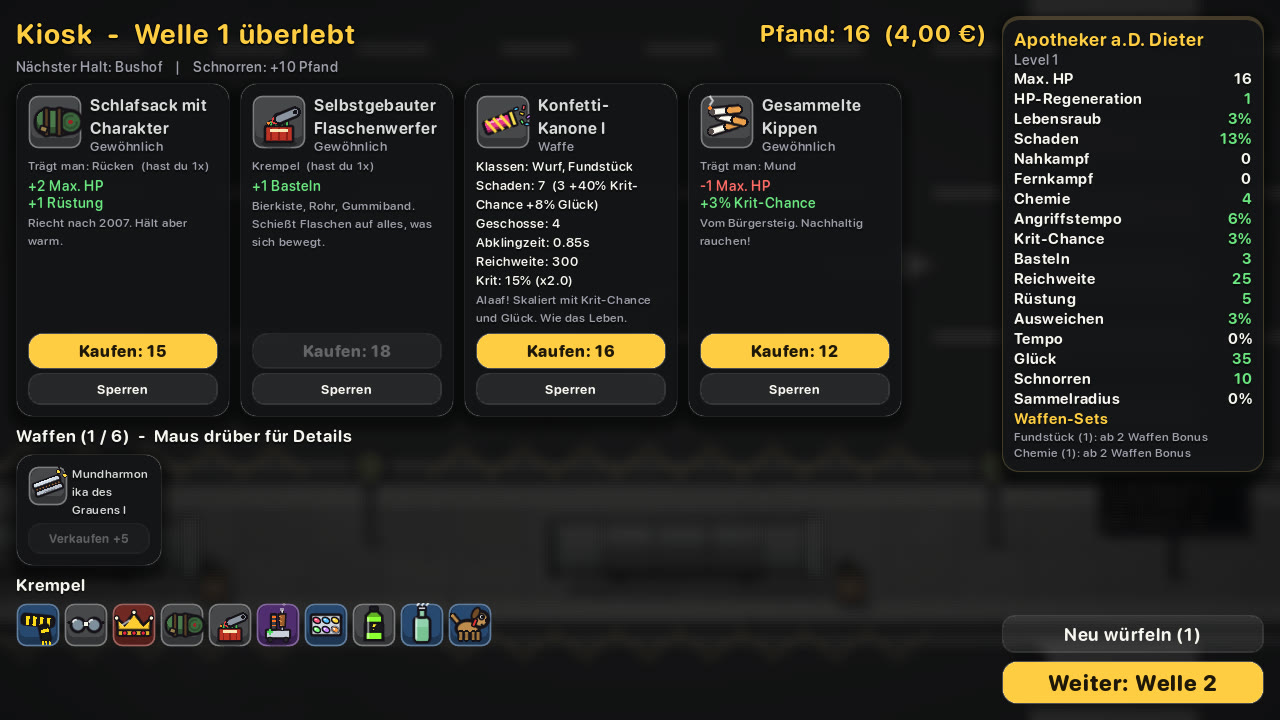 Kiosk  -  Welle 1 überlebt
Pfand: 16  (4,00 €)
Nächster Halt: Bushof   |   Schnorren: +10 Pfand
Schlafsack mit
Charakter
Gewöhnlich
Trägt man: Rücken  (hast du 1x)
+2 Max. HP
+1 Rüstung
Riecht nach 2007. Hält aber
warm.
Kaufen: 15
Sperren
Selbstgebauter
Flaschenwerfer
Gewöhnlich
Krempel  (hast du 1x)
+1 Basteln
Bierkiste, Rohr, Gummiband.
Schießt Flaschen auf alles, was
sich bewegt.
Kaufen: 18
Sperren
Konfetti-
Kanone I
Waffe
Klassen: Wurf, Fundstück
Schaden: 7  (3 +40% Krit-
Chance +8% Glück)
Geschosse: 4
Abklingzeit: 0.85s
Reichweite: 300
Krit: 15% (x2.0)
Alaaf! Skaliert mit Krit-Chance
und Glück. Wie das Leben.
Kaufen: 16
Sperren
Gesammelte
Kippen
Gewöhnlich
Trägt man: Mund
-1 Max. HP
+3% Krit-Chance
Vom Bürgersteig. Nachhaltig
rauchen!
Kaufen: 12
Sperren
Waffen (1 / 6)  -  Maus drüber für Details
Mundharmon
ika des
Grauens I
Verkaufen +5
Krempel
Apotheker a.D. Dieter
Level 1
Max. HP 16
HP-Regeneration 1
Lebensraub 3%
Schaden 13%
Nahkampf 0
Fernkampf 0
Chemie 4
Angriffstempo 6%
Krit-Chance 3%
Basteln 3
Reichweite 25
Rüstung 5
Ausweichen 3%
Tempo 0%
Glück 35
Schnorren 10
Sammelradius 0%
Waffen-Sets
Fundstück (1): ab 2 Waffen Bonus
Chemie (1): ab 2 Waffen Bonus
Neu würfeln (1)
Weiter: Welle 2